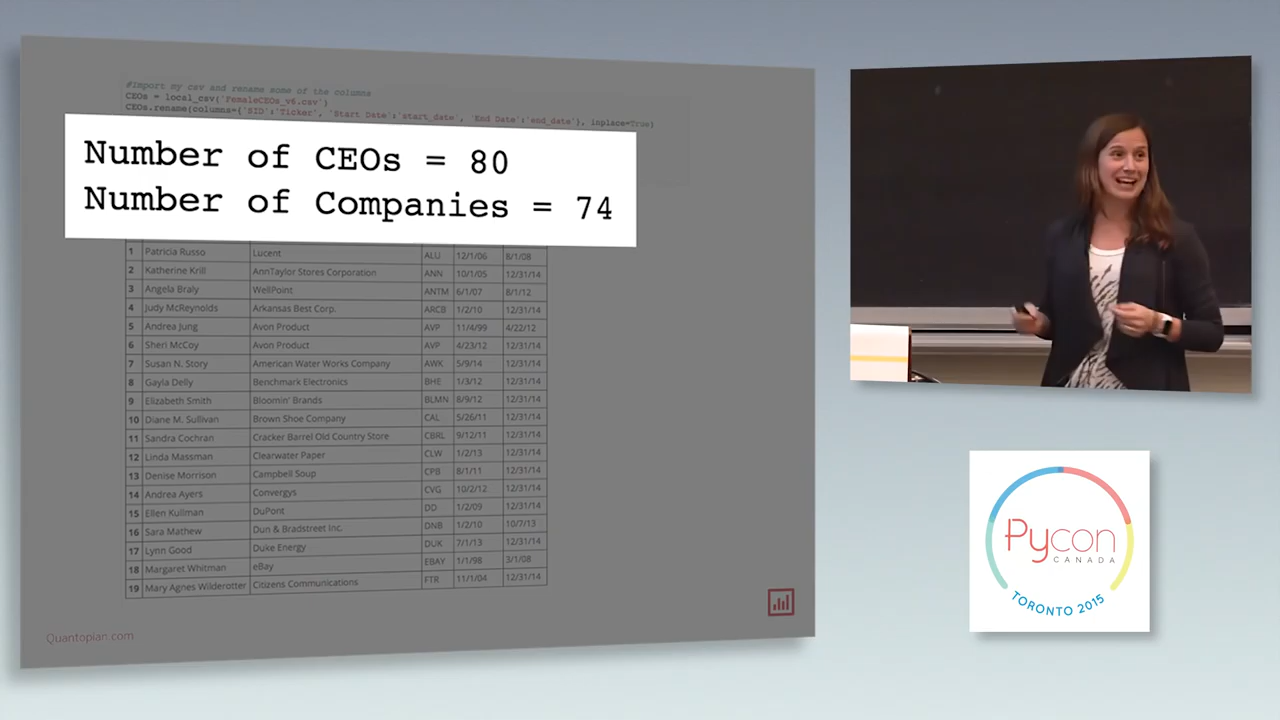 #Import my csv and rename some of the columns
CEOs = local_csv('FemaleCEOs_v6.csv')
CEOs.rename(columns={'SID':'Ticker', 'Start Date':'start_date', 'End Date':'end_date'}, inplace=True)
Number of CEOs = 80
Number of Companies = 74
1 Patricia Russo Lucent ALU 12/1/06 8/1/08
2 Katherine Krill AnnTaylor Stores Corporation ANN 10/1/05 12/31/14
3 Angela Braly WellPoint ANTM 6/1/07 8/1/12
4 Judy McReynolds Arkansas Best Corp. ARCB 1/2/10 12/31/14
5 Andrea Jung Avon Product AVP 11/4/99 4/22/12
6 Sheri McCoy Avon Product AVP 4/23/12 12/31/14
7 Susan N. Story American Water Works Company AWK 5/9/14 12/31/14
8 Gayla Delly Benchmark Electronics BHE 1/3/12 12/31/14
9 Elizabeth Smith Bloomin' Brands BLMN 8/9/12 12/31/14
10 Diane M. Sullivan Brown Shoe Company CAL 5/26/11 12/31/14
11 Sandra Cochran Cracker Barrel Old Country Store CBRL 9/12/11 12/31/14
12 Linda Massman Clearwater Paper CLW 1/2/13 12/31/14
13 Denise Morrison Campbell Soup CPB 8/1/11 12/31/14
14 Andrea Ayers Convergys CVG 10/2/12 12/31/14
15 Ellen Kullman DuPont DD 1/2/09 12/31/14
16 Sara Mathew Dun & Bradstreet Inc. DNB 1/2/10 10/7/13
17 Lynn Good Duke Energy DUK 7/1/13 12/31/14
18 Margaret Whitman eBay EBAY 1/1/98 3/1/08
19 Mary Agnes Wilderotter Citizens Communications FTR 11/1/04 12/31/14
Quantopian.com
Pycon
CANADA
TORONTO 2015